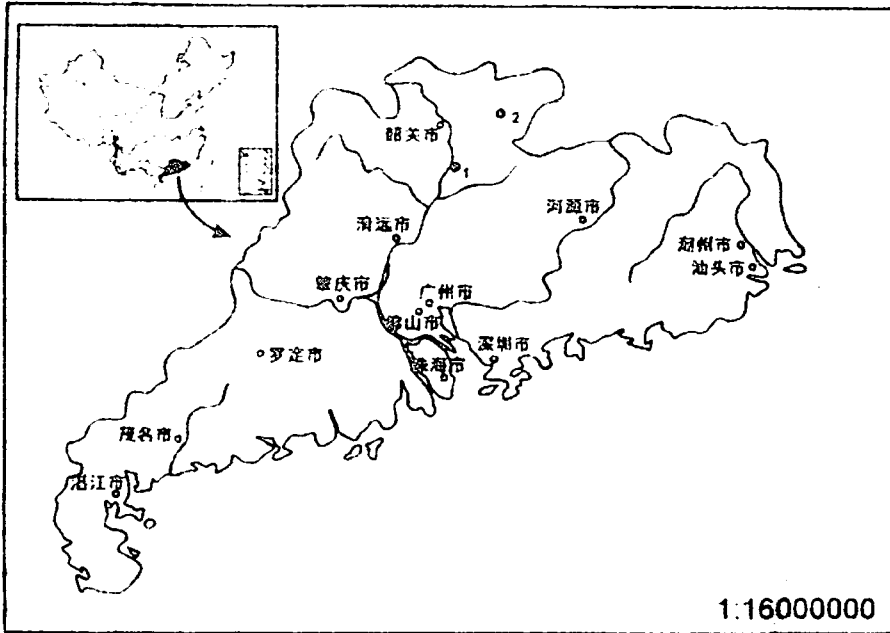 韶关市
2
1
河源市
清远市
潮州市
汕头市
肇庆市
广州市
佛山市
深圳市
罗定市
珠海市
茂名市
湛江市
1:16000000